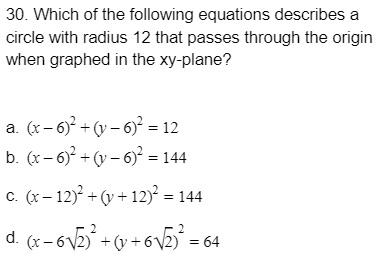 30. Which of the following equations describes a
circle with radius 12 that passes through the origin
when graphed in the xy-plane?
a. (x – 6)² + (y – 6)² = 12
b. (x – 6)² + (y – 6)² = 144
c. (x – 12)² + (y + 12)² = 144
d. (x – 6√2)² + (y + 6√2)² = 64